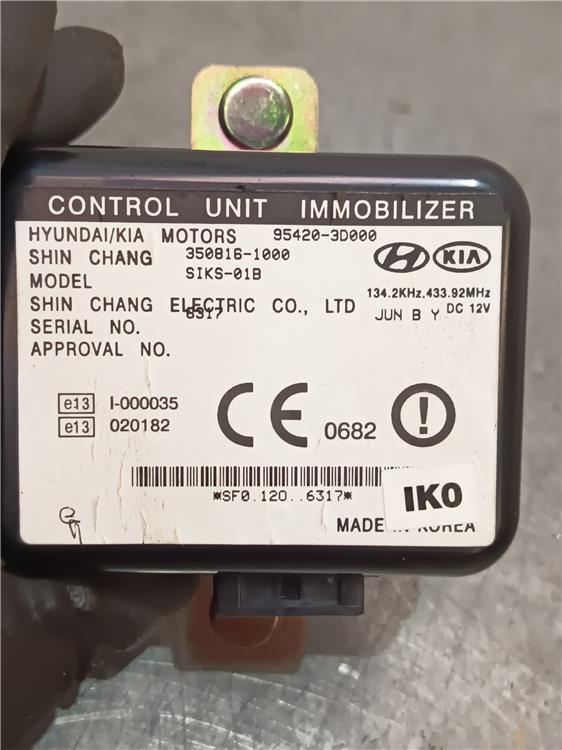 CONTROL UNIT IMMOBILIZER
HYUNDAI/KIA MOTORS 95420-3D000
SHIN CHANG 350816-1000
MODEL SIKS-01B
KIA
134.2KHz,433.92MHz
SHIN CHANG ELECTRIC CO., LTD
JUN B Y DC 12V
SERIAL NO. 6317
APPROVAL NO.
e13 I-000035
e13 020182
CE 0682
*SF0.120..6317*
IKO
MADE IN KOREA